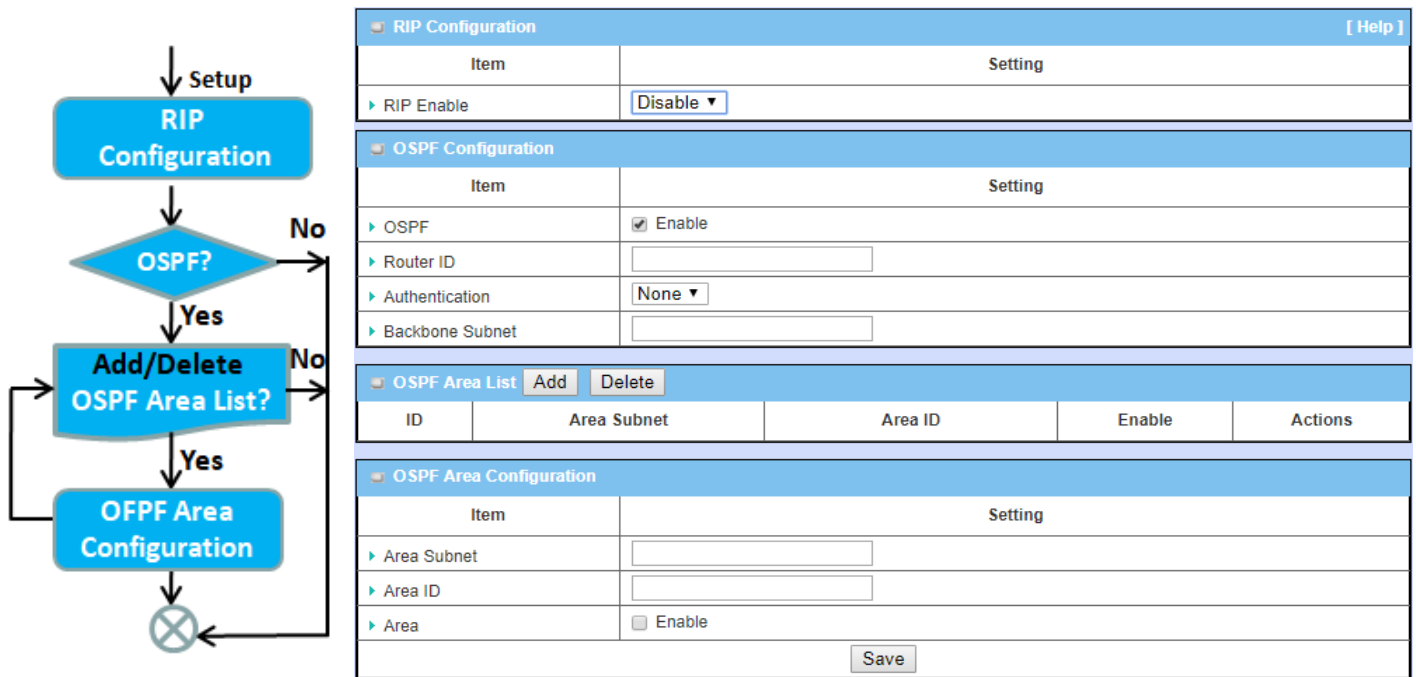 Setup
RIP
Configuration
OSPF?
No
Yes
Add/Delete
OSPF Area List?
No
Yes
OFPF Area
Configuration
RIP Configuration [ Help ]
Item Setting
RIP Enable Disable
OSPF Configuration
Item Setting
OSPF Enable
Router ID
Authentication None
Backbone Subnet
OSPF Area List Add Delete
ID Area Subnet Area ID Enable Actions
OSPF Area Configuration
Item Setting
Area Subnet
Area ID
Area Enable
Save